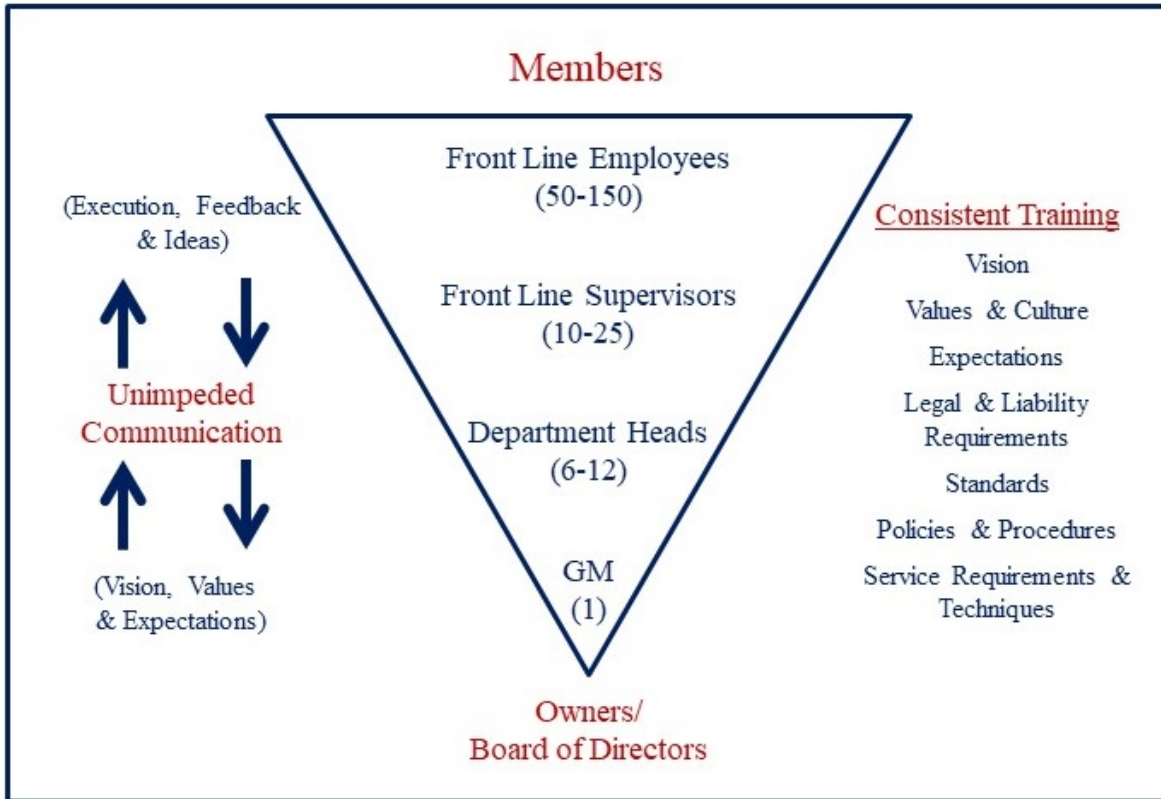 Members
Front Line Employees
(50-150)
Front Line Supervisors
(10-25)
Department Heads
(6-12)
GM
(1)
Owners/
Board of Directors
(Execution, Feedback
& Ideas)
Unimpeded
Communication
(Vision, Values
& Expectations)
Consistent Training
Vision
Values & Culture
Expectations
Legal & Liability
Requirements
Standards
Policies & Procedures
Service Requirements &
Techniques